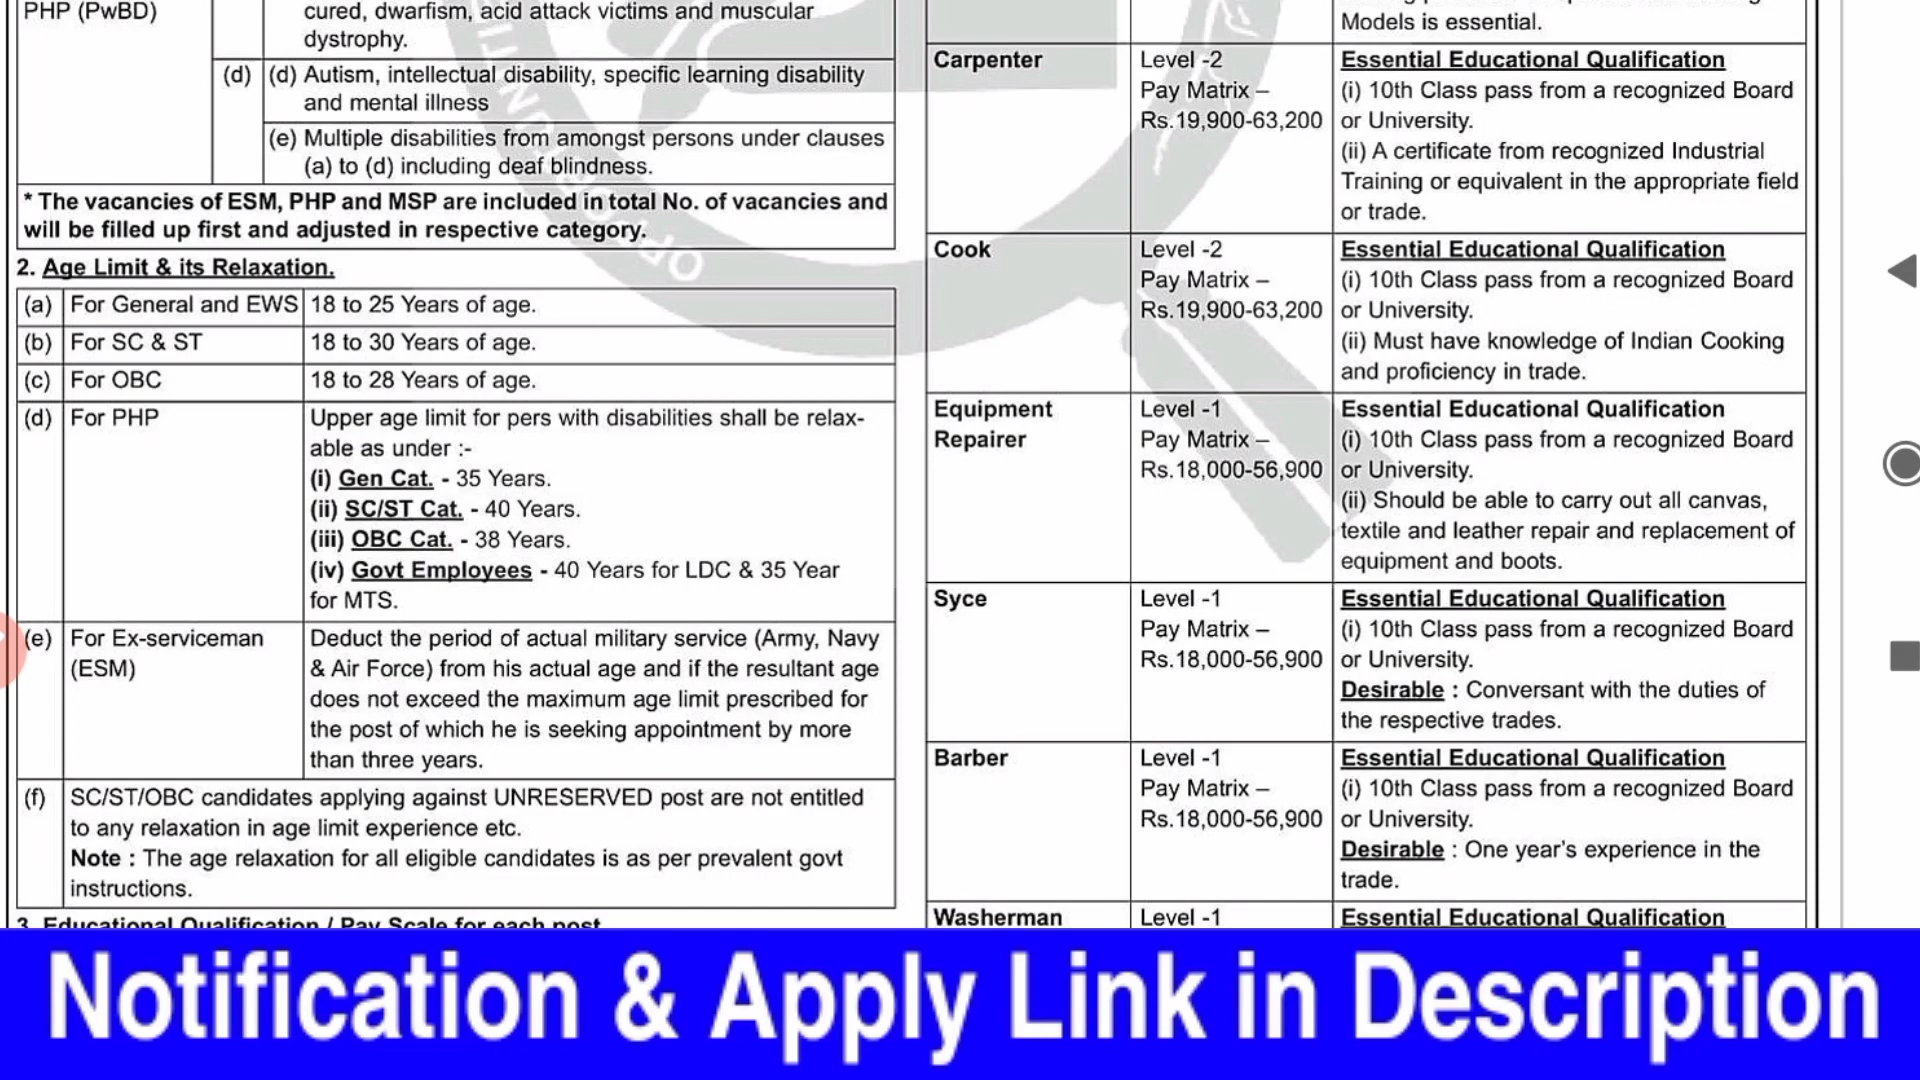 PHP (PwBD)
cured, dwarfism, acid attack victims and muscular
dystrophy.
(d) (d) Autism, intellectual disability, specific learning disability
and mental illness
(e) Multiple disabilities from amongst persons under clauses
(a) to (d) including deaf blindness.
* The vacancies of ESM, PHP and MSP are included in total No. of vacancies and
will be filled up first and adjusted in respective category.
2. Age Limit & its Relaxation.
(a) For General and EWS 18 to 25 Years of age.
(b) For SC & ST 18 to 30 Years of age.
(c) For OBC 18 to 28 Years of age.
(d) For PHP Upper age limit for pers with disabilities shall be relax-
able as under :-
(i) Gen Cat. - 35 Years.
(ii) SC/ST Cat. - 40 Years.
(iii) OBC Cat. - 38 Years.
(iv) Govt Employees - 40 Years for LDC & 35 Year
for MTS.
(e) For Ex-serviceman Deduct the period of actual military service (Army, Navy
(ESM) & Air Force) from his actual age and if the resultant age
does not exceed the maximum age limit prescribed for
the post of which he is seeking appointment by more
than three years.
(f) SC/ST/OBC candidates applying against UNRESERVED post are not entitled
to any relaxation in age limit experience etc.
Note : The age relaxation for all eligible candidates is as per prevalent govt
instructions.
3. Educational Qualification / Pay Scale for each post
Models is essential.
Carpenter Level -2 Essential Educational Qualification
Pay Matrix – (i) 10th Class pass from a recognized Board
Rs.19,900-63,200 or University.
(ii) A certificate from recognized Industrial
Training or equivalent in the appropriate field
or trade.
Cook Level -2 Essential Educational Qualification
Pay Matrix – (i) 10th Class pass from a recognized Board
Rs.19,900-63,200 or University.
(ii) Must have knowledge of Indian Cooking
and proficiency in trade.
Equipment Level -1 Essential Educational Qualification
Repairer Pay Matrix – (i) 10th Class pass from a recognized Board
Rs.18,000-56,900 or University.
(ii) Should be able to carry out all canvas,
textile and leather repair and replacement of
equipment and boots.
Syce Level -1 Essential Educational Qualification
Pay Matrix – (i) 10th Class pass from a recognized Board
Rs.18,000-56,900 or University.
Desirable : Conversant with the duties of
the respective trades.
Barber Level -1 Essential Educational Qualification
Pay Matrix – (i) 10th Class pass from a recognized Board
Rs.18,000-56,900 or University.
Desirable : One year's experience in the
trade.
Washerman Level -1 Essential Educational Qualification
Notification & Apply Link in Description